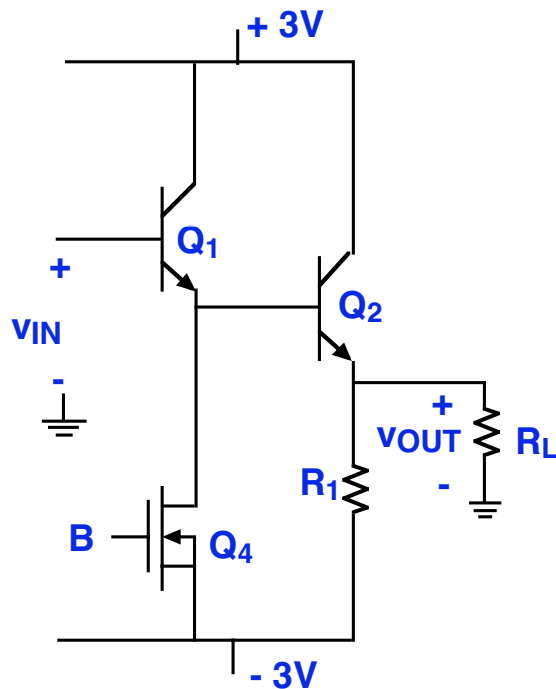 + 3V
Q1
+
Q2
vIN
-
+
vOUT
RL
R1
-
B
Q4
- 3V